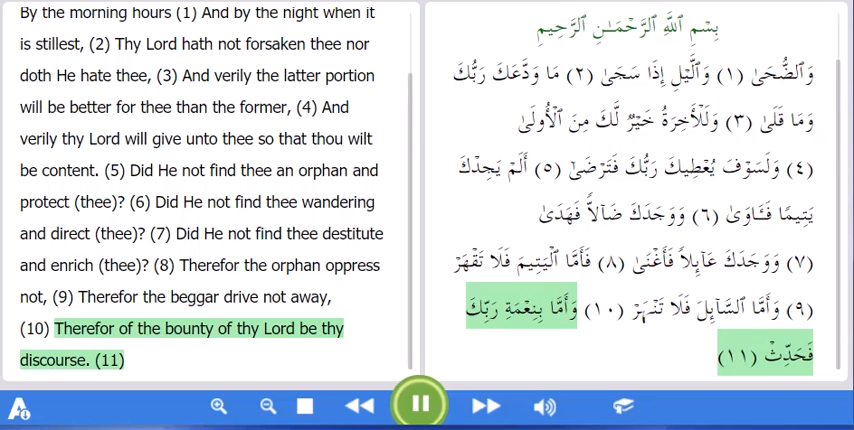 By the morning hours (1) And by the night when it
is stillest, (2) Thy Lord hath not forsaken thee nor
doth He hate thee, (3) And verily the latter portion
will be better for thee than the former, (4) And
verily thy Lord will give unto thee so that thou wilt
be content. (5) Did He not find thee an orphan and
protect (thee)? (6) Did He not find thee wandering
and direct (thee)? (7) Did He not find thee destitute
and enrich (thee)? (8) Therefor the orphan oppress
not, (9) Therefor the beggar drive not away,
(10) Therefor of the bounty of thy Lord be thy
discourse. (11)
بِسْمِ ٱللَّهِ ٱلرَّحْمَـٰنِ ٱلرَّحِيمِ
وَٱلضُّحَىٰ (١) وَٱلَّيْلِ إِذَا سَجَىٰ (٢) مَا وَدَّعَكَ رَبُّكَ
وَمَا قَلَىٰ (٣) وَلَلْأَخِرَةُ خَيْرٌ لَّكَ مِنَ ٱلْأُولَىٰ
(٤) وَلَسَوْفَ يُعْطِيكَ رَبُّكَ فَتَرْضَىٰٓ (٥) أَلَمْ يَجِدْكَ
يَتِيمًا فَـَٔاوَىٰ (٦) وَوَجَدَكَ ضَآلًّا فَهَدَىٰ
(٧) وَوَجَدَكَ عَآئِلًا فَأَغْنَىٰ (٨) فَأَمَّا ٱلْيَتِيمَ فَلَا تَقْهَرْ
(٩) وَأَمَّا ٱلسَّآئِلَ فَلَا تَنْهَرْ (١٠) وَأَمَّا بِنِعْمَةِ رَبِّكَ
فَحَدِّثْ (١١)